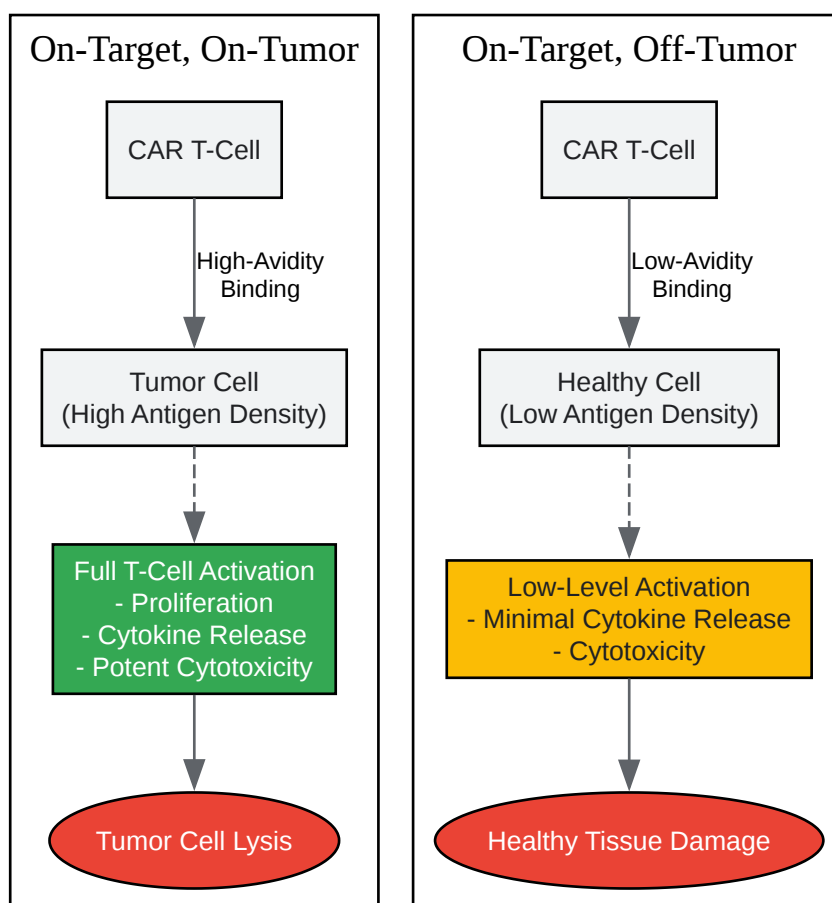 On-Target, On-Tumor
CAR T-Cell
High-Avidity
Binding
Tumor Cell
(High Antigen Density)
Full T-Cell Activation
- Proliferation
- Cytokine Release
- Potent Cytotoxicity
Tumor Cell Lysis
On-Target, Off-Tumor
CAR T-Cell
Low-Avidity
Binding
Healthy Cell
(Low Antigen Density)
Low-Level Activation
- Minimal Cytokine Release
- Cytotoxicity
Healthy Tissue Damage